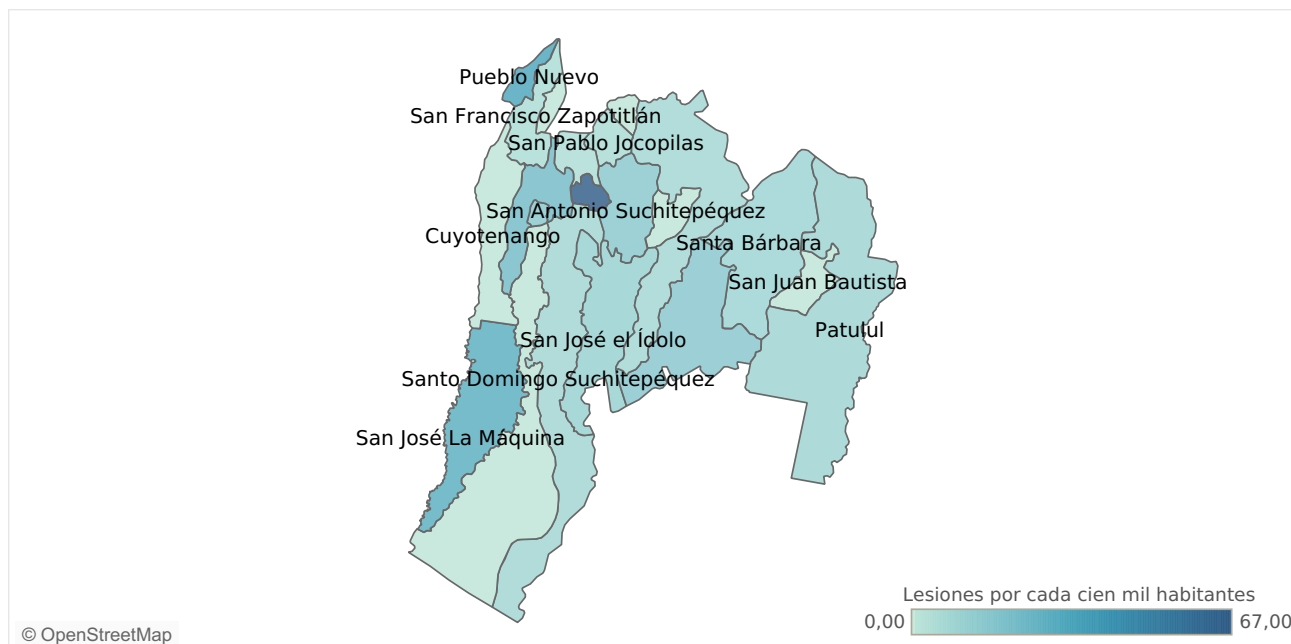 Pueblo Nuevo
San Francisco Zapotitlán
San Pablo Jocopilas
San Antonio Suchitepéquez
Cuyotenango
Santa Bárbara
San Juan Bautista
Patulul
San José el Ídolo
Santo Domingo Suchitepéquez
San José La Máquina
Lesiones por cada cien mil habitantes
0,00
67,00
© OpenStreetMap